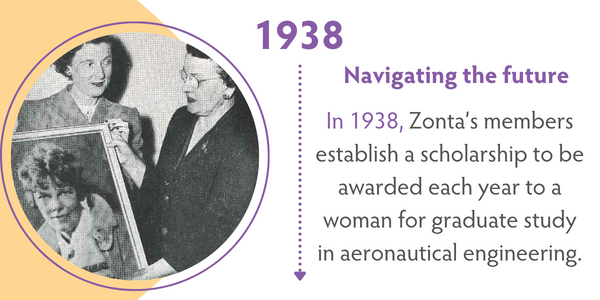 1938
Navigating the future
In 1938, Zonta's members
establish a scholarship to be
awarded each year to a
woman for graduate study
in aeronautical engineering.